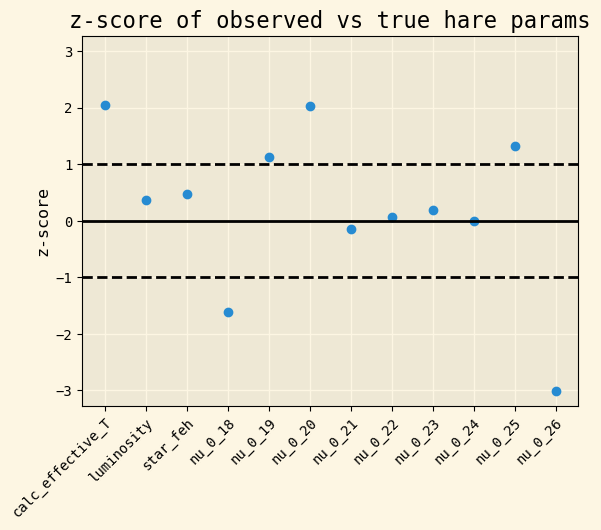 z-score of observed vs true hare params
z-score
3
2
1
0
−1
−2
−3
calc_effective_T
luminosity
star_feh
nu_0_18
nu_0_19
nu_0_20
nu_0_21
nu_0_22
nu_0_23
nu_0_24
nu_0_25
nu_0_26